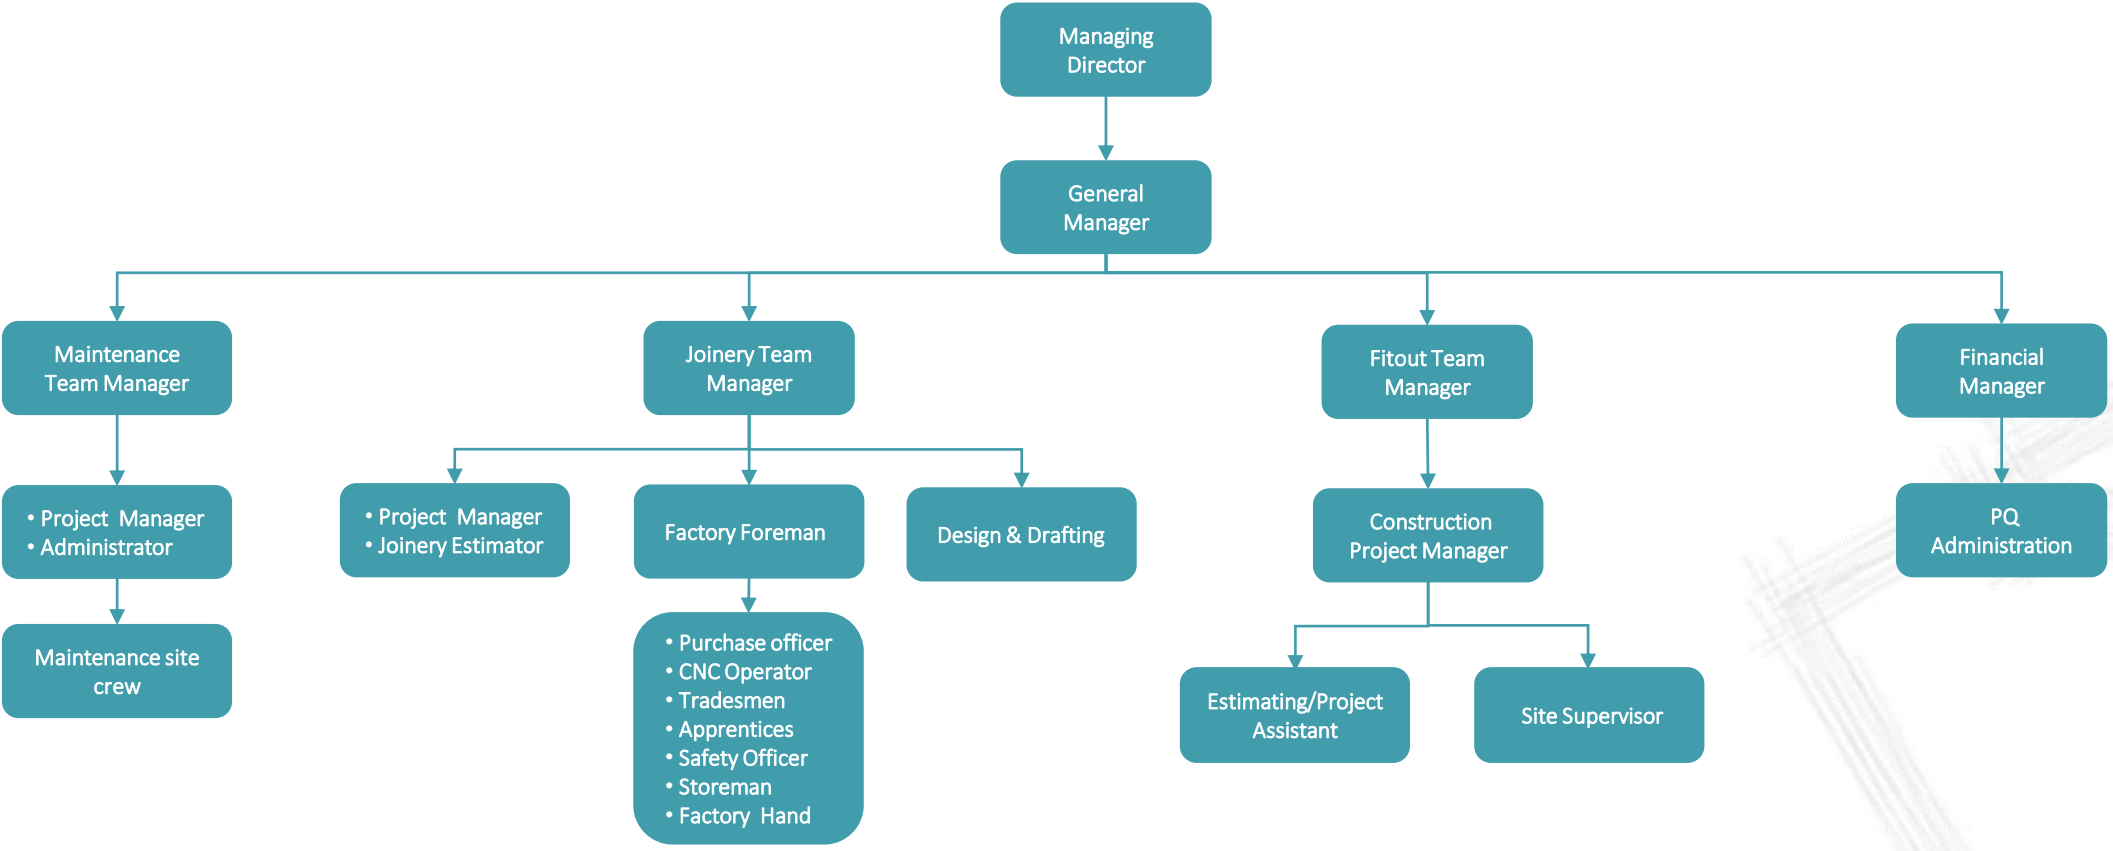 Managing
Director
General
Manager
Maintenance
Team Manager
Joinery Team
Manager
Fitout Team
Manager
Financial
Manager
• Project  Manager
• Administrator
• Project  Manager
• Joinery Estimator
Factory Foreman
Design & Drafting
Construction
Project Manager
PQ
Administration
Maintenance site
crew
• Purchase officer
• CNC Operator
• Tradesmen
• Apprentices
• Safety Officer
• Storeman
• Factory  Hand
Estimating/Project
Assistant
Site Supervisor